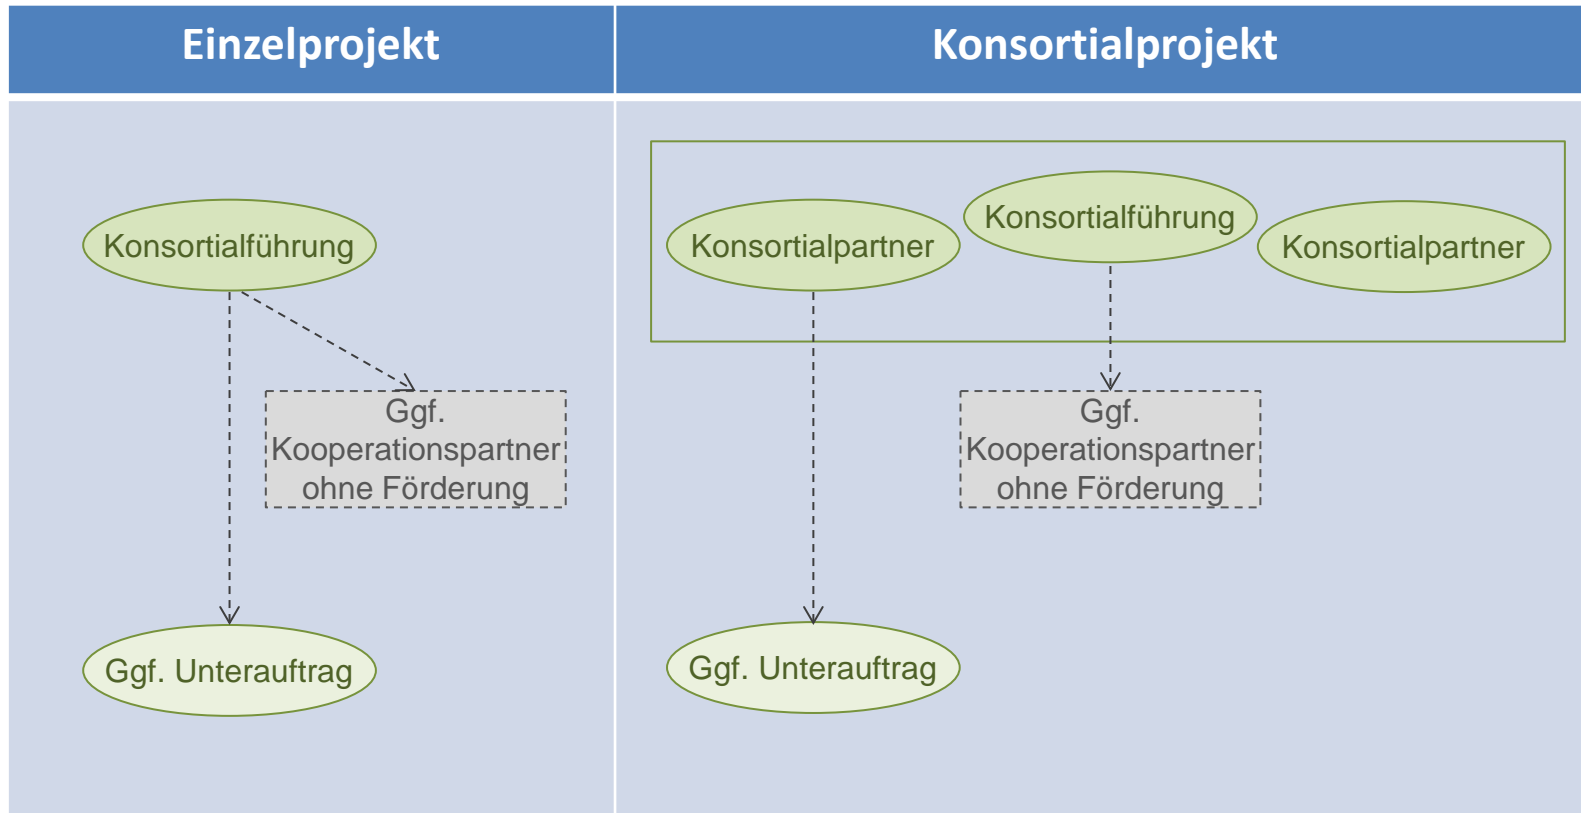 Einzelprojekt
Konsortialprojekt
Konsortialführung
Ggf.
Kooperationspartner
ohne Förderung
Ggf. Unterauftrag
Konsortialpartner
Konsortialführung
Konsortialpartner
Ggf.
Kooperationspartner
ohne Förderung
Ggf. Unterauftrag